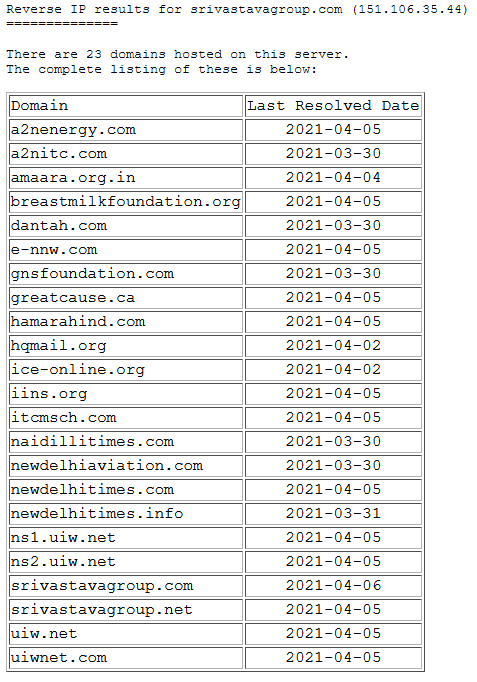 Reverse IP results for srivastavagroup.com (151.106.35.44)
==============
There are 23 domains hosted on this server.
The complete listing of these is below:
Domain Last Resolved Date
a2nenergy.com 2021-04-05
a2nitc.com 2021-03-30
amaara.org.in 2021-04-04
breastmilkfoundation.org 2021-04-05
dantah.com 2021-03-30
e-nnw.com 2021-04-05
gnsfoundation.com 2021-03-30
greatcause.ca 2021-04-05
hamarahind.com 2021-04-05
hqmail.org 2021-04-02
ice-online.org 2021-04-02
iins.org 2021-04-05
itcmsch.com 2021-04-05
naidillitimes.com 2021-03-30
newdelhiaviation.com 2021-03-30
newdelhitimes.com 2021-04-05
newdelhitimes.info 2021-03-31
ns1.uiw.net 2021-04-05
ns2.uiw.net 2021-04-05
srivastavagroup.com 2021-04-06
srivastavagroup.net 2021-04-05
uiw.net 2021-04-05
uiwnet.com 2021-04-05